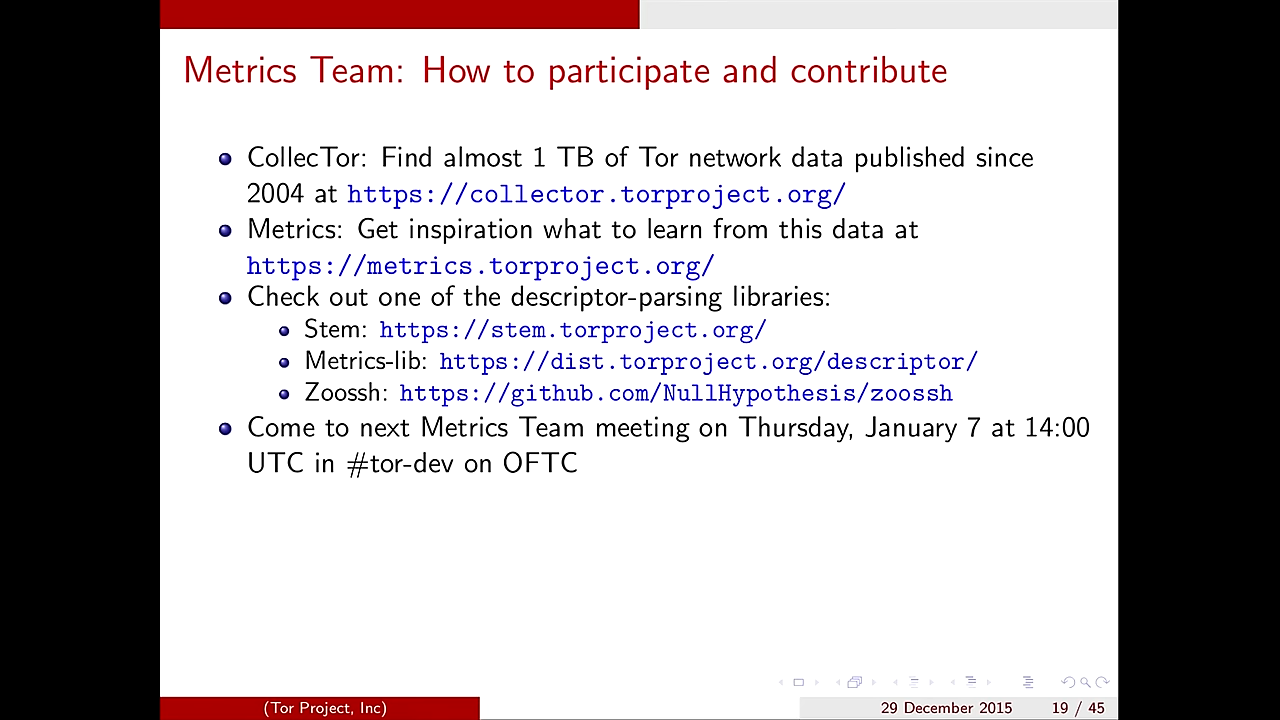 Metrics Team: How to participate and contribute
CollecTor: Find almost 1 TB of Tor network data published since
2004 at https://collector.torproject.org/
Metrics: Get inspiration what to learn from this data at
https://metrics.torproject.org/
Check out one of the descriptor-parsing libraries:
Stem: https://stem.torproject.org/
Metrics-lib: https://dist.torproject.org/descriptor/
Zoossh: https://github.com/NullHypothesis/zoossh
Come to next Metrics Team meeting on Thursday, January 7 at 14:00
UTC in #tor-dev on OFTC
(Tor Project, Inc) 29 December 2015 19 / 45